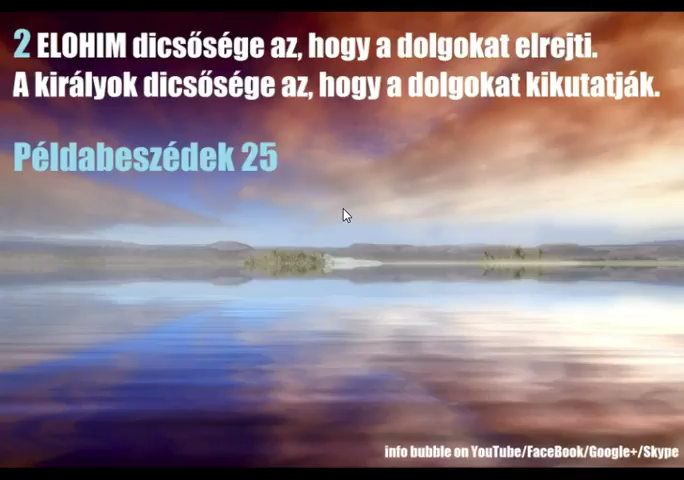 2 ELOHIM dicsősége az, hogy a dolgokat elrejti.
A királyok dicsősége az, hogy a dolgokat kikutatják.
Példabeszédek 25
info bubble on YouTube/FaceBook/Google+/Skype